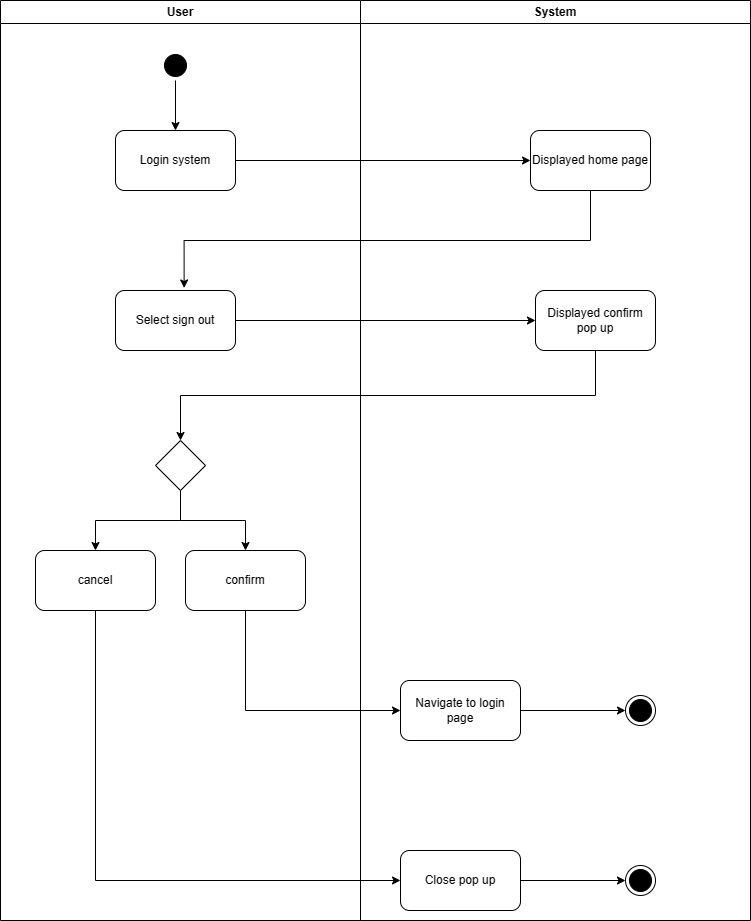 User
System
Login system
Displayed home page
Select sign out
Displayed confirm
pop up
cancel
confirm
Navigate to login
page
Close pop up